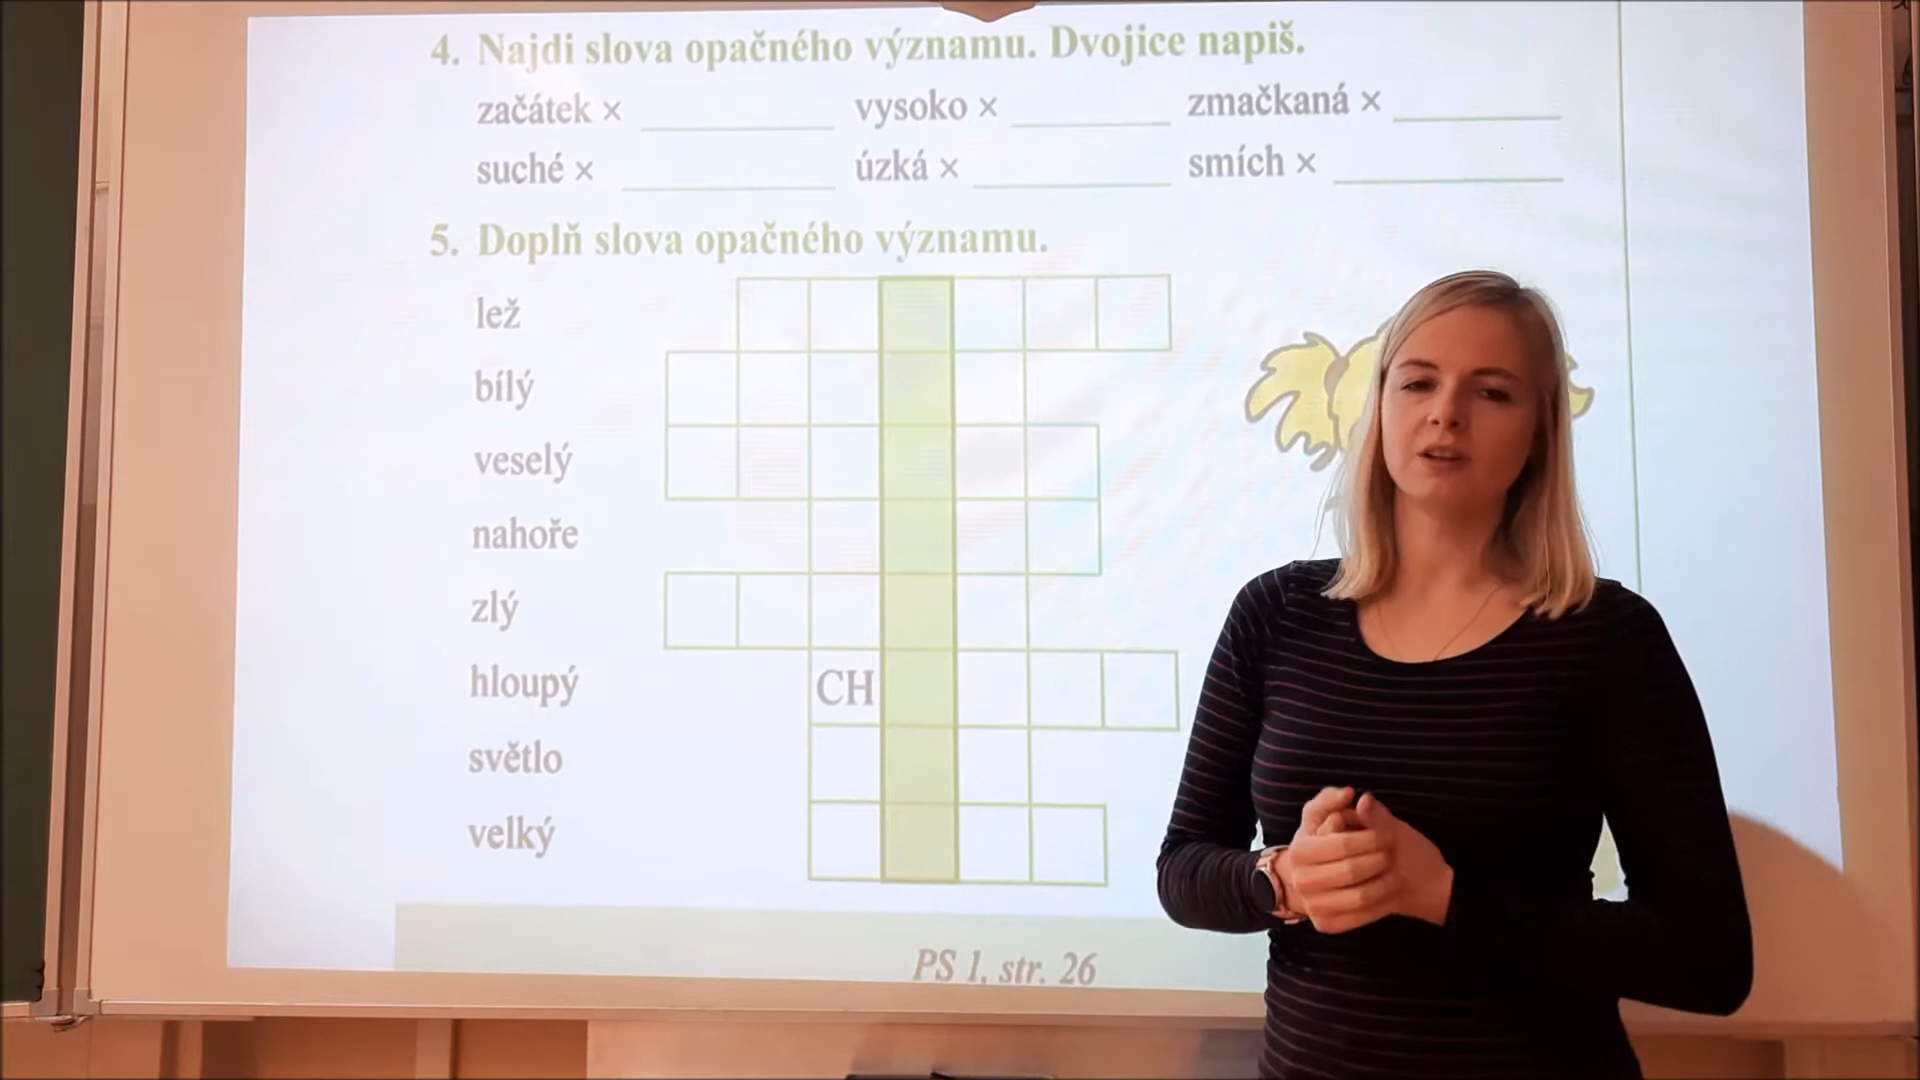 4. Najdi slova opačného významu. Dvojice napiš.
začátek × vysoko × zmačkaná ×
suché × úzká × smích ×
5. Doplň slova opačného významu.
lež
bílý
veselý
nahoře
zlý
hloupý CH
světlo
velký
PS 1, str. 26